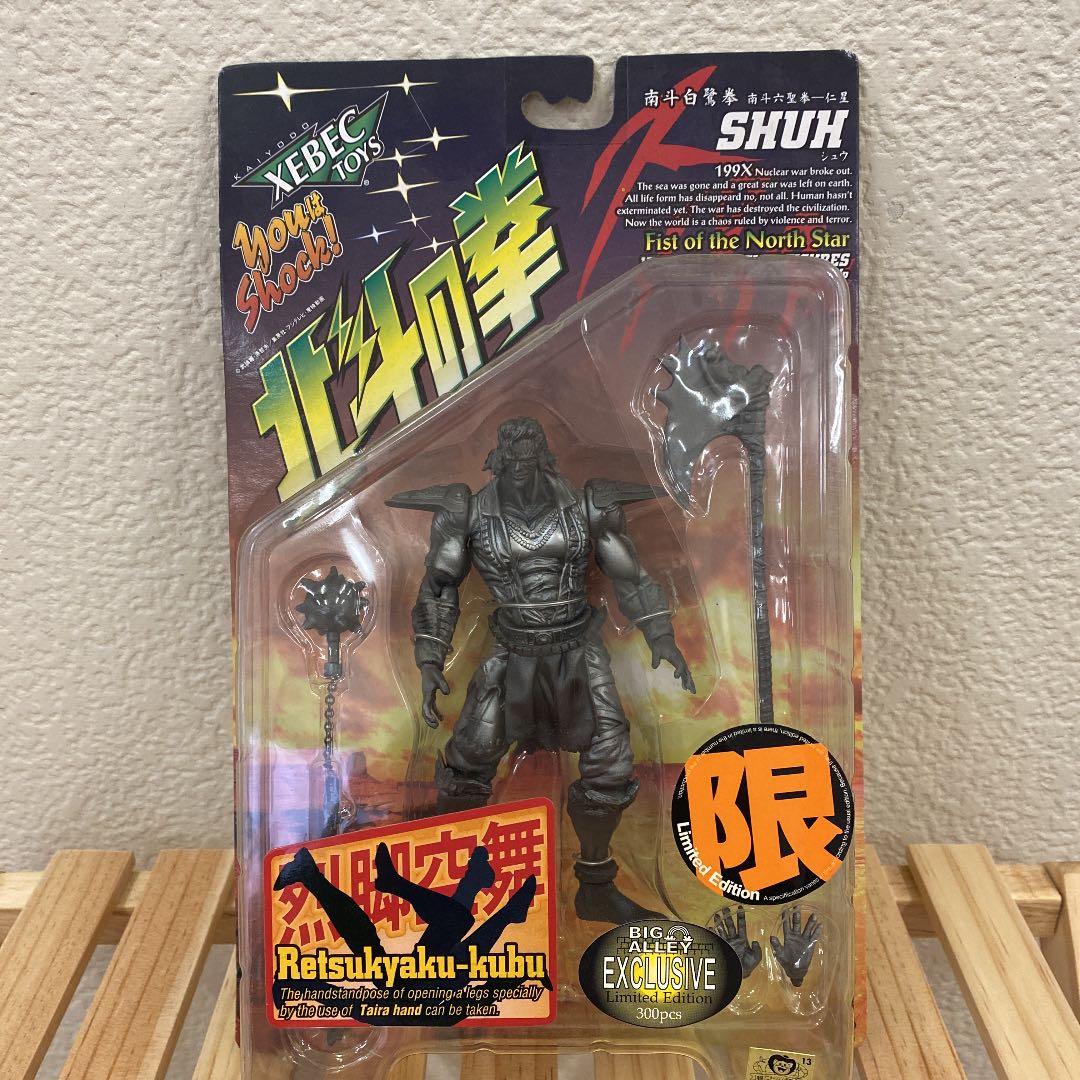 KAIYODO
XEBEC
TOYS
®
youは
Shock!
北斗の拳
南斗白鷺拳 南斗六聖拳―仁星
SHUH
シュウ
199X Nuclear war broke out.
The sea was gone and a great scar was left on earth.
All life form has disappeard no, not all. Human hasn't
exterminated yet. The war has destroyed the civilization.
Now the world is a chaos ruled by violence and terror.
Fist of the North Star
烈脚空舞
Retsukyaku-kubu
The handstandpose of opening a legs specially
by the use of Taira hand can be taken.
限
Limited Edition
BIG
ALLEY
EXCLUSIVE
Limited Edition
300pcs
13